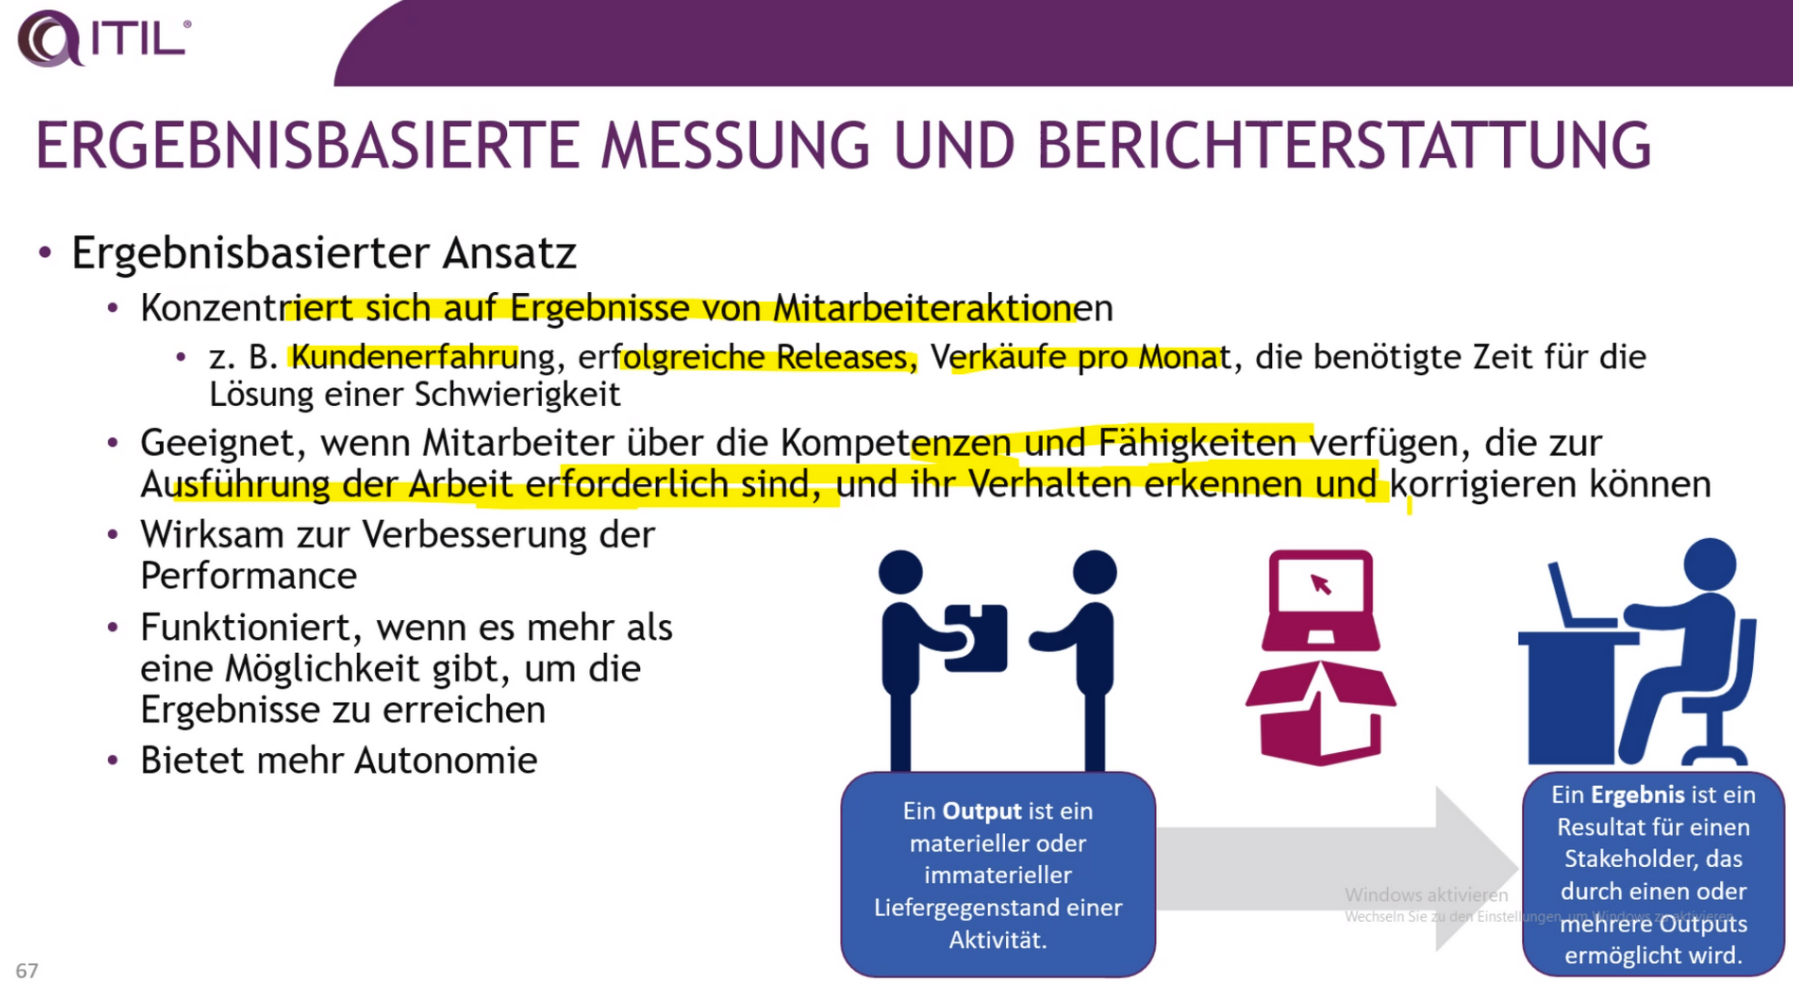 ITIL®
ERGEBNISBASIERTE MESSUNG UND BERICHTERSTATTUNG
• Ergebnisbasierter Ansatz
• Konzentriert sich auf Ergebnisse von Mitarbeiteraktionen
• z. B. Kundenerfahrung, erfolgreiche Releases, Verkäufe pro Monat, die benötigte Zeit für die
Lösung einer Schwierigkeit
• Geeignet, wenn Mitarbeiter über die Kompetenzen und Fähigkeiten verfügen, die zur
Ausführung der Arbeit erforderlich sind, und ihr Verhalten erkennen und korrigieren können
• Wirksam zur Verbesserung der
Performance
• Funktioniert, wenn es mehr als
eine Möglichkeit gibt, um die
Ergebnisse zu erreichen
• Bietet mehr Autonomie
Ein Output ist ein
materieller oder
immaterieller
Liefergegenstand einer
Aktivität.
Ein Ergebnis ist ein
Resultat für einen
Stakeholder, das
durch einen oder
mehrere Outputs
ermöglicht wird.
Windows aktivieren
Wechseln Sie zu den Einstellungen, um Windows zu aktivieren.
67